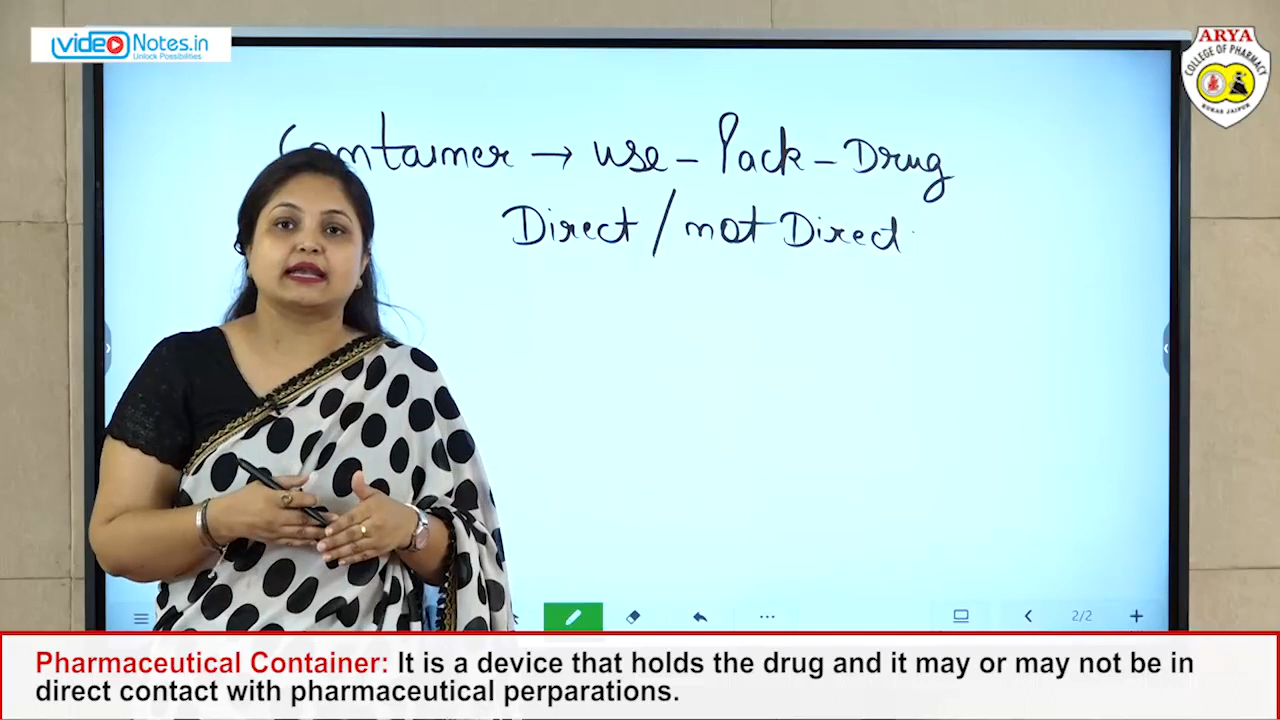 videoNotes.in
Unlock Possibilities
ARYA
COLLEGE OF PHARMACY
KUKAS JAIPUR
Container → use - Pack - Drug
Direct / not Direct
2/2
Pharmaceutical Container: It is a device that holds the drug and it may or may not be in
direct contact with pharmaceutical perparations.